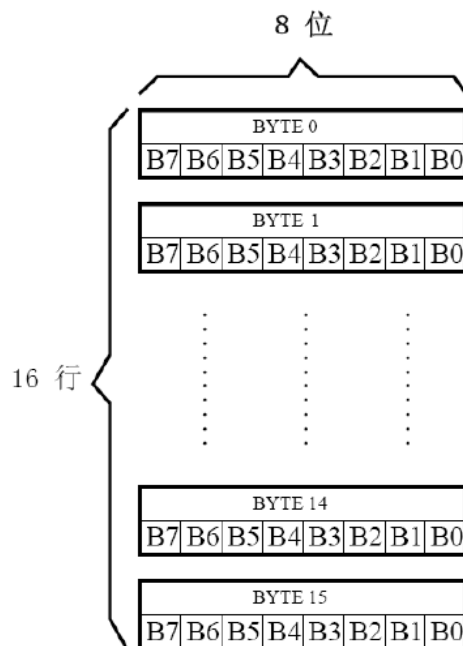 8 位
BYTE 0
B7 B6 B5 B4 B3 B2 B1 B0
BYTE 1
B7 B6 B5 B4 B3 B2 B1 B0
16 行
BYTE 14
B7 B6 B5 B4 B3 B2 B1 B0
BYTE 15
B7 B6 B5 B4 B3 B2 B1 B0